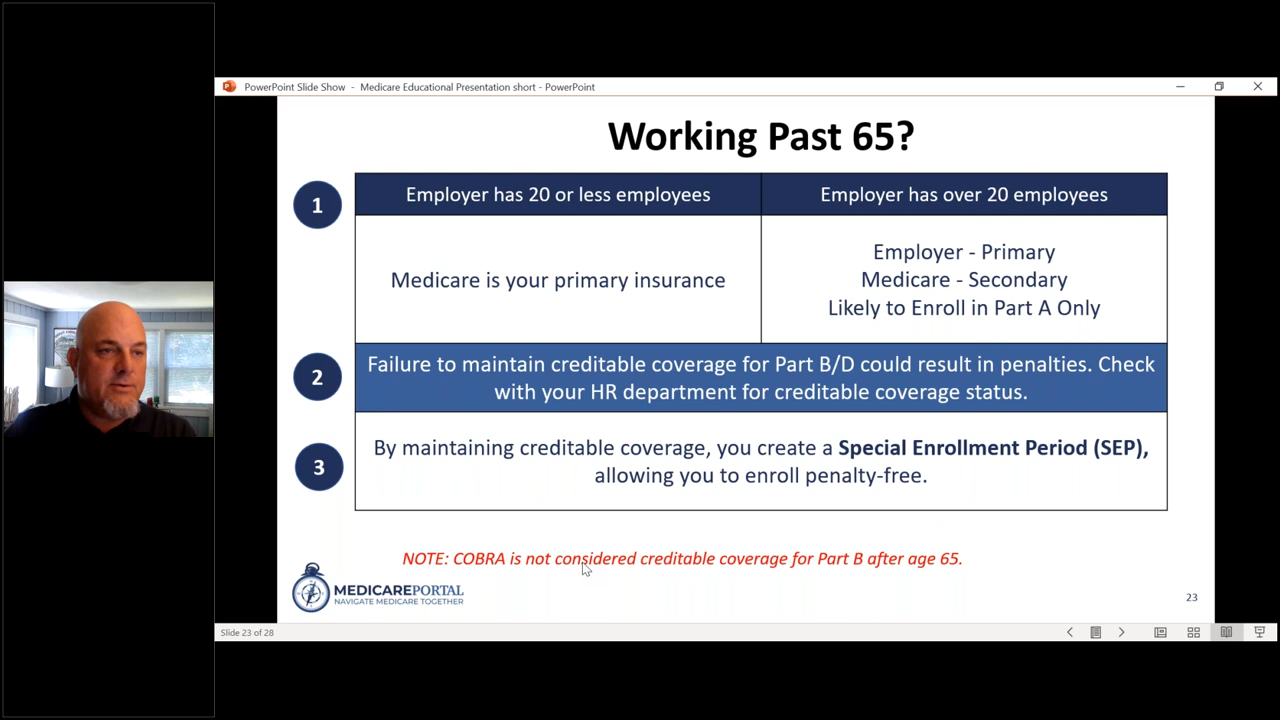 PowerPoint Slide Show - Medicare Educational Presentation short - PowerPoint
Working Past 65?
1
Employer has 20 or less employees
Employer has over 20 employees
Medicare is your primary insurance
Employer - Primary
Medicare - Secondary
Likely to Enroll in Part A Only
2
Failure to maintain creditable coverage for Part B/D could result in penalties. Check
with your HR department for creditable coverage status.
3
By maintaining creditable coverage, you create a Special Enrollment Period (SEP),
allowing you to enroll penalty-free.
NOTE: COBRA is not considered creditable coverage for Part B after age 65.
MEDICAREPORTAL
NAVIGATE MEDICARE TOGETHER
23
Slide 23 of 28